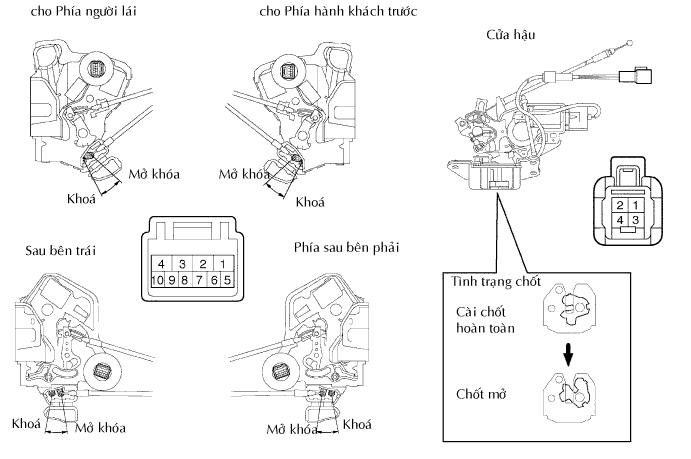 cho Phía người lái
cho Phía hành khách trước
Cửa hậu
Mở khóa
Khoá
Mở khóa
Khoá
2 1
4 3
Sau bên trái
Phía sau bên phải
4 3 2 1
10 9 8 7 6 5
Tình trạng chốt
Cài chốt
hoàn toàn
Chốt mở
Khoá
Mở khóa
Mở khóa
Khoá